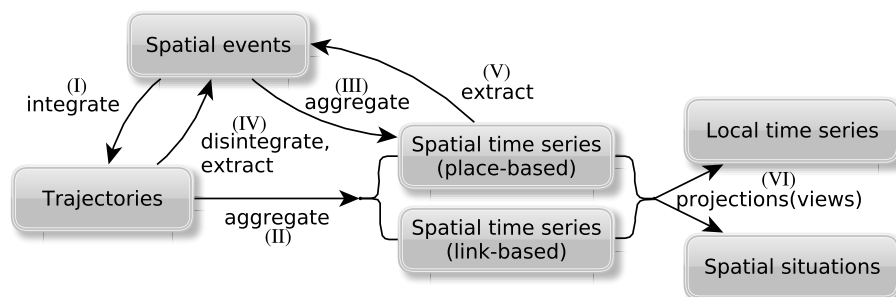 Spatial events
(I)
integrate
(III)
aggregate
(V)
extract
(IV)
disintegrate,
extract
Spatial time series
(place-based)
Local time series
Trajectories
aggregate
(II)
(VI)
projections(views)
Spatial time series
(link-based)
Spatial situations